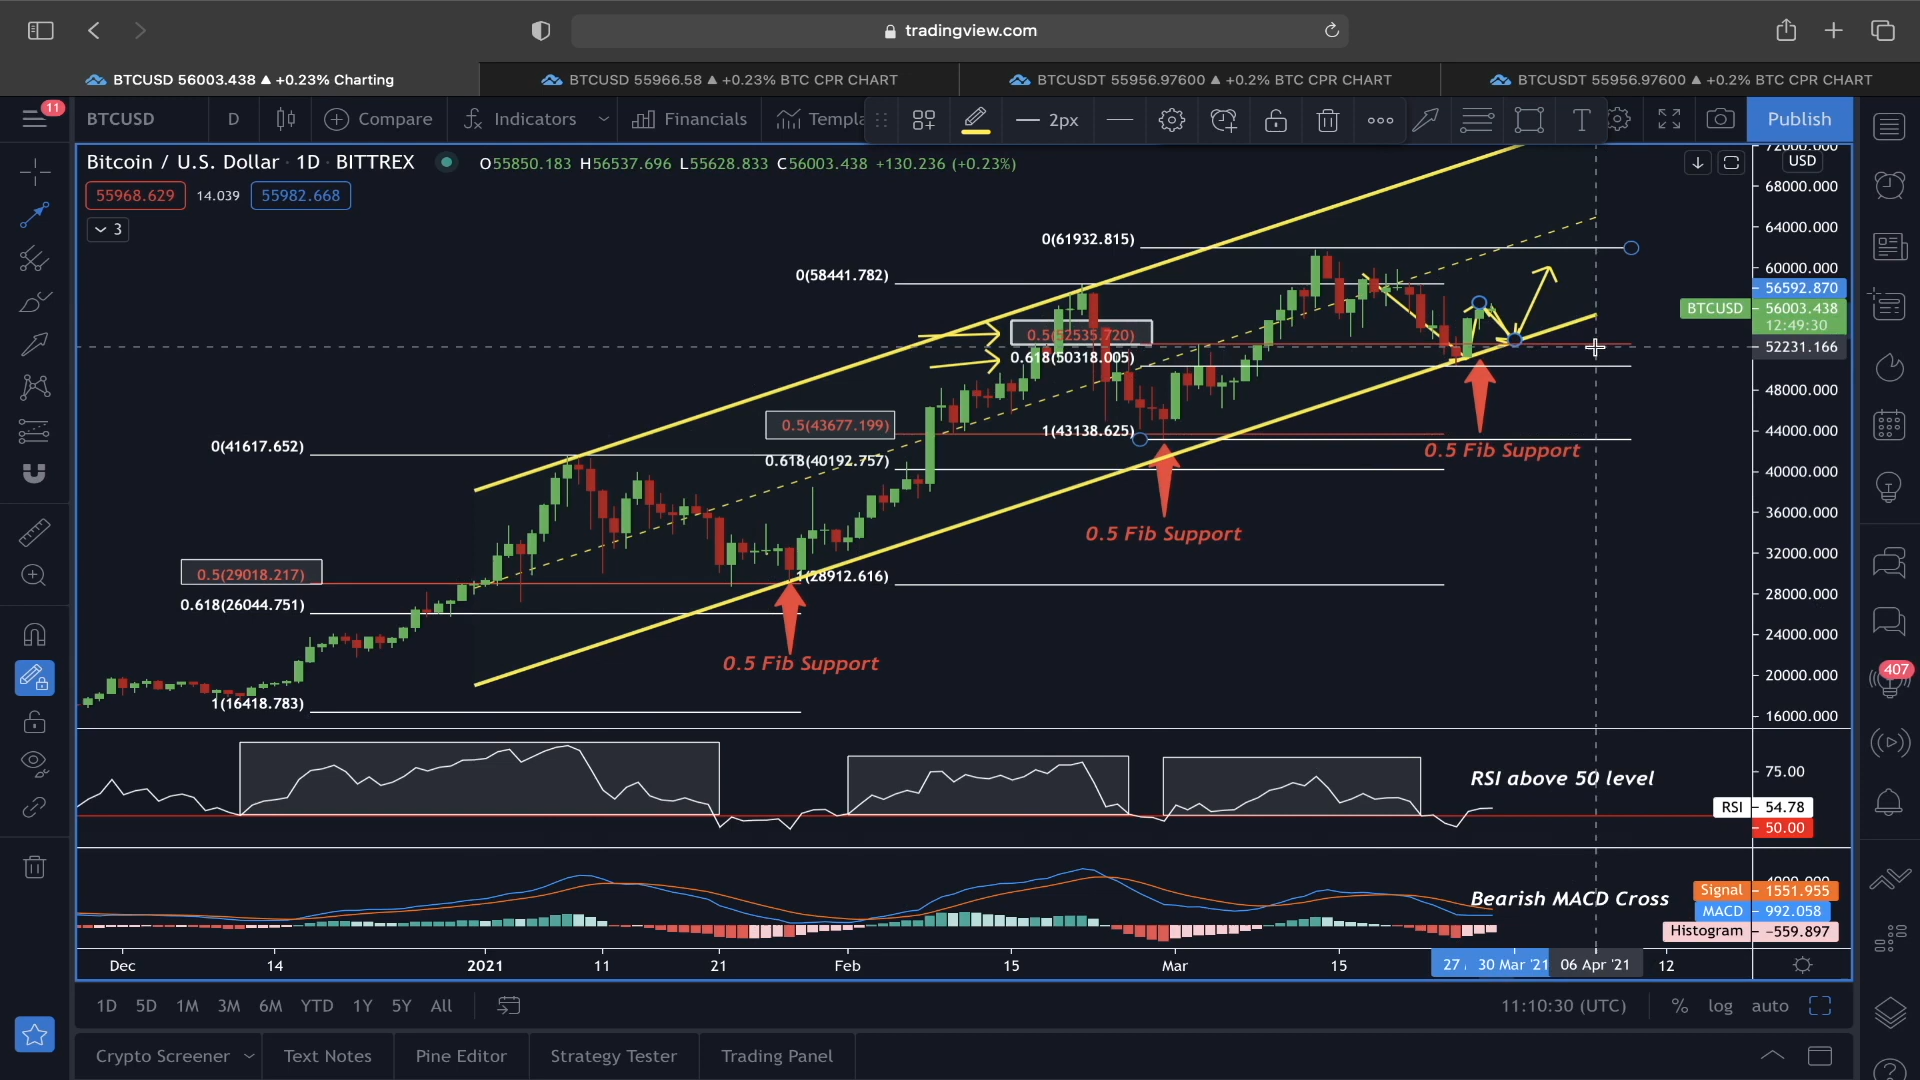 tradingview.com
BTCUSD 56003.438 ▲ +0.23% Charting
BTCUSD 55966.58 ▲ +0.23% BTC CPR CHART
BTCUSDT 55956.97600 ▲ +0.2% BTC CPR CHART
BTCUSDT 55956.97600 ▲ +0.2% BTC CPR CHART
11
BTCUSD
D
Compare
Indicators
Financials
Templa
2px
T
Publish
Bitcoin / U.S. Dollar · 1D · BITTREX
O55850.183 H56537.696 L55628.833 C56003.438 +130.236 (+0.23%)
55968.629 14.039 55982.668
3
USD
72000.000
68000.000
64000.000
60000.000
56592.870
BTCUSD 56003.438
12:49:30
52231.166
48000.000
44000.000
40000.000
36000.000
32000.000
28000.000
24000.000
20000.000
16000.000
0(61932.815)
0(58441.782)
0.5(52535.720)
0.618(50318.005)
0.5(43677.199)
1(43138.625)
0(41617.652)
0.618(40192.757)
0.5 Fib Support
0.5 Fib Support
0.5(29018.217)
1(28912.616)
0.618(26044.751)
0.5 Fib Support
1(16418.783)
RSI above 50 level
75.00
RSI 54.78
50.00
407
Bearish MACD Cross
Signal 1551.955
MACD 992.058
Histogram −559.897
Dec 14 2021 11 21 Feb 15 Mar 15 27 30 Mar '21 06 Apr '21 12
1D 5D 1M 3M 6M YTD 1Y 5Y All
11:10:30 (UTC) % log auto
Crypto Screener Text Notes Pine Editor Strategy Tester Trading Panel